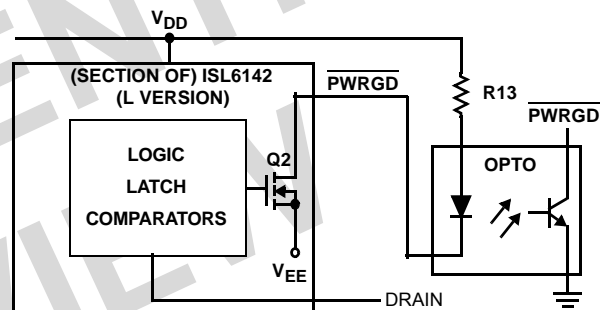 VDD
(SECTION OF) ISL6142
(L VERSION)
PWRGD
R13
PWRGD
LOGIC
LATCH
COMPARATORS
Q2
OPTO
VEE
DRAIN